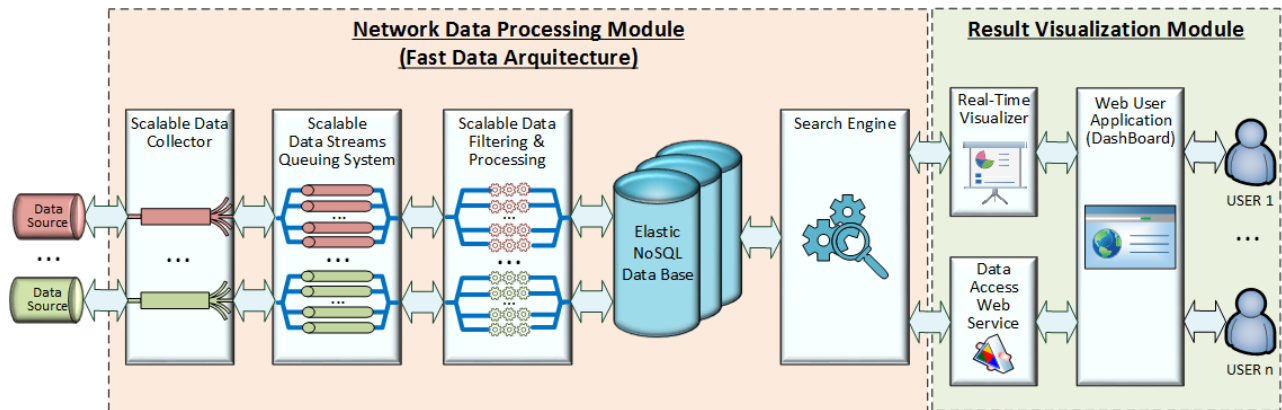 Network Data Processing Module
(Fast Data Arquitecture)
Result Visualization Module
Scalable Data
Collector
Scalable
Data Streams
Queuing System
Scalable Data
Filtering &
Processing
Search Engine
Real-Time
Visualizer
Web User
Application
(DashBoard)
Data
Source
...
Data
Source
...
...
...
...
...
...
...
...
Elastic
NoSQL
Data Base
Data
Access
Web
Service
USER 1
...
USER n